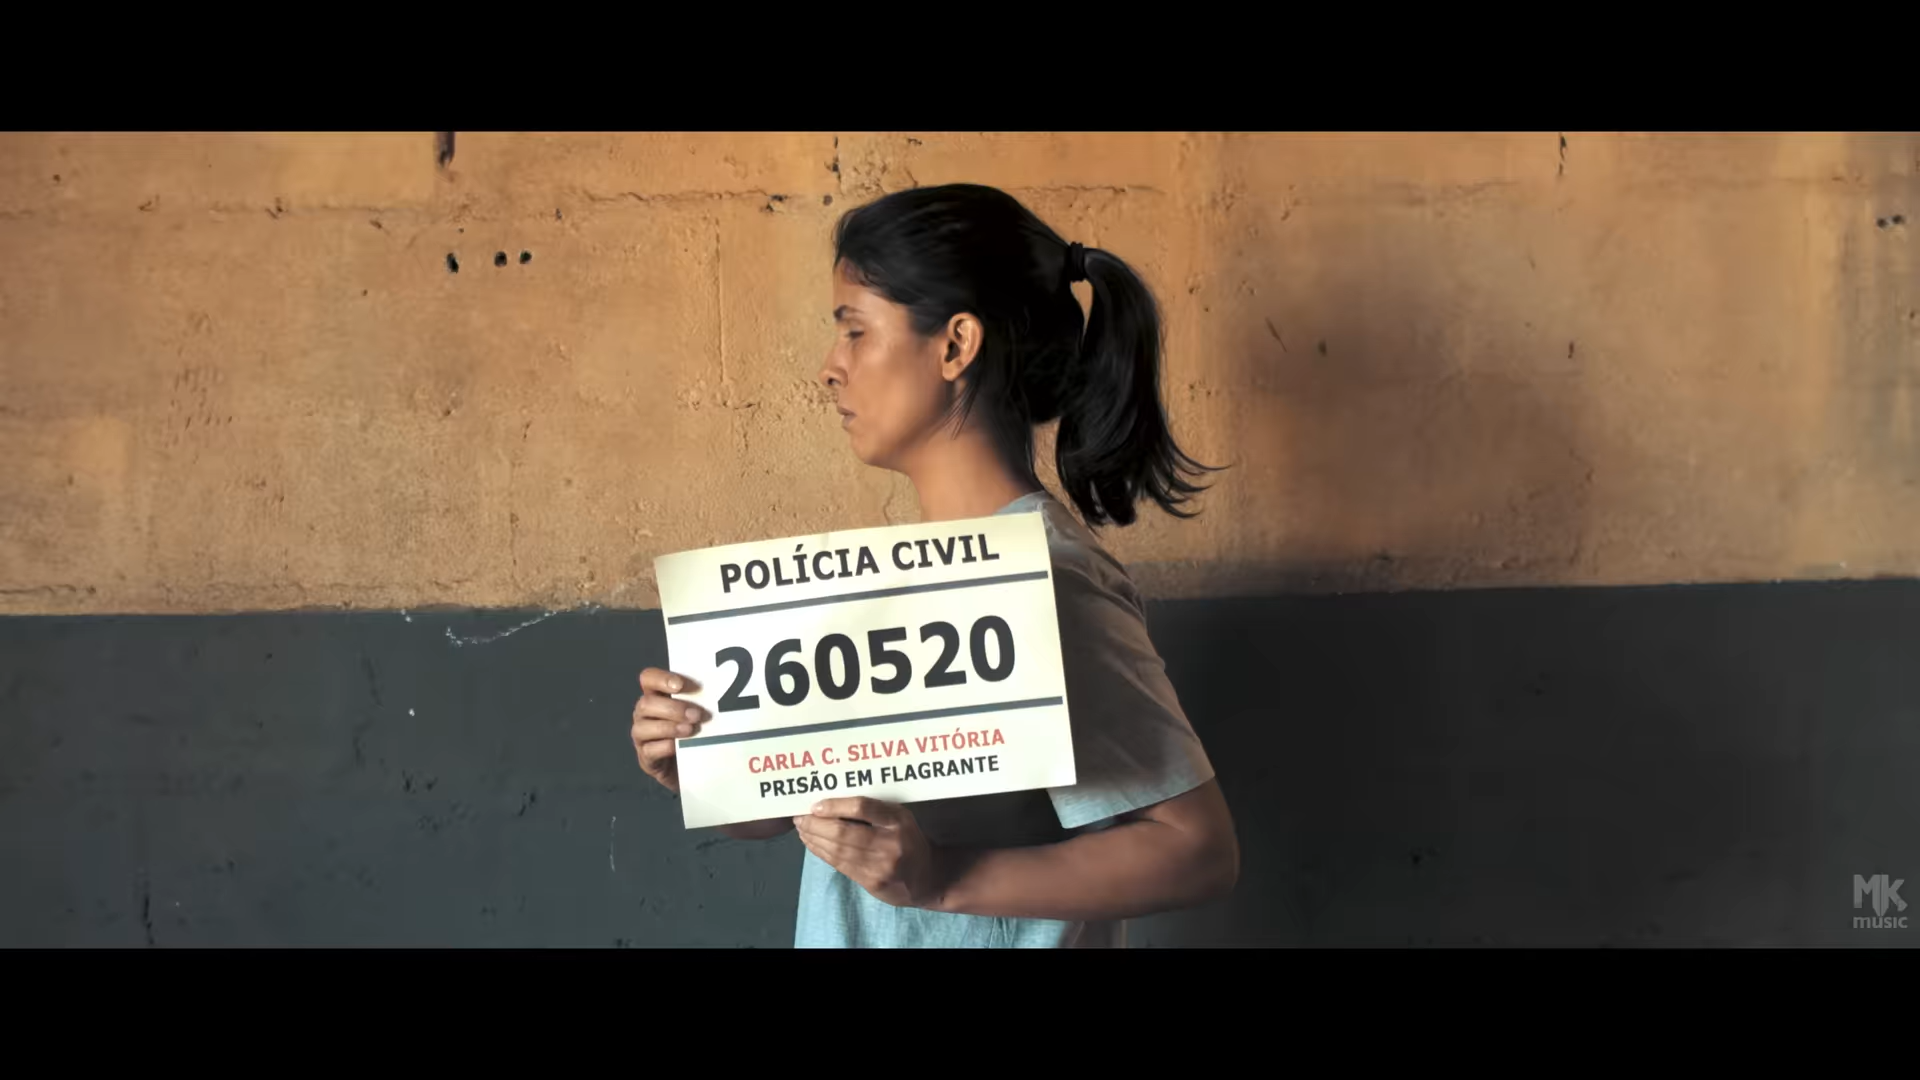 POLÍCIA CIVIL
260520
CARLA C. SILVA VITÓRIA
PRISÃO EM FLAGRANTE
MK
music